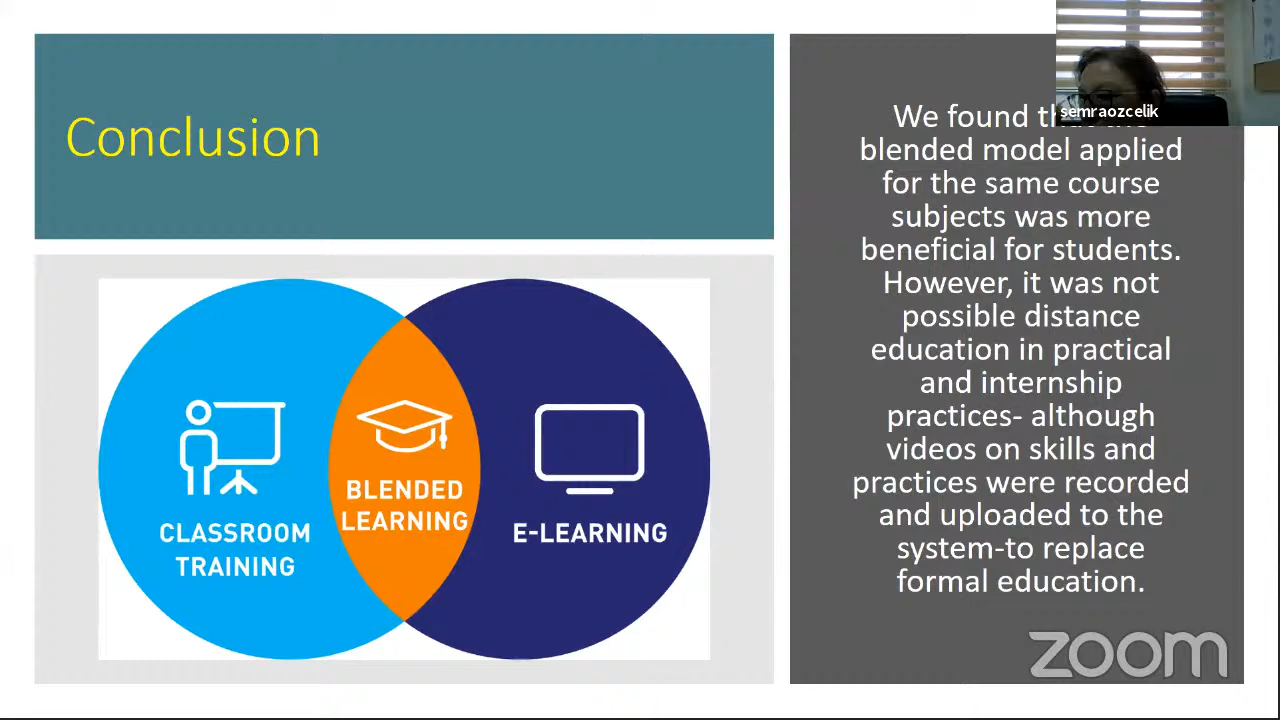 Conclusion
CLASSROOM
TRAINING
BLENDED
LEARNING
E-LEARNING
semraozcelik
We found
blended model applied
for the same course
subjects was more
beneficial for students.
However, it was not
possible distance
education in practical
and internship
practices- although
videos on skills and
practices were recorded
and uploaded to the
system-to replace
formal education.
zoom